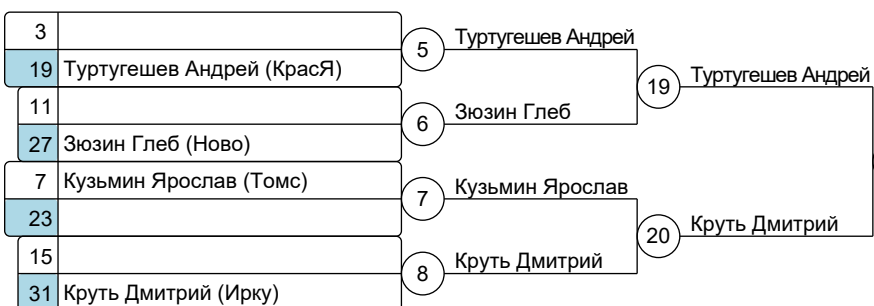 3
19 Туртугешев Андрей (КрасЯ)
11
27 Зюзин Глеб (Ново)
7 Кузьмин Ярослав (Томс)
23
15
31 Круть Дмитрий (Ирку)
5 Туртугешев Андрей
6 Зюзин Глеб
7 Кузьмин Ярослав
8 Круть Дмитрий
19 Туртугешев Андрей
20 Круть Дмитрий